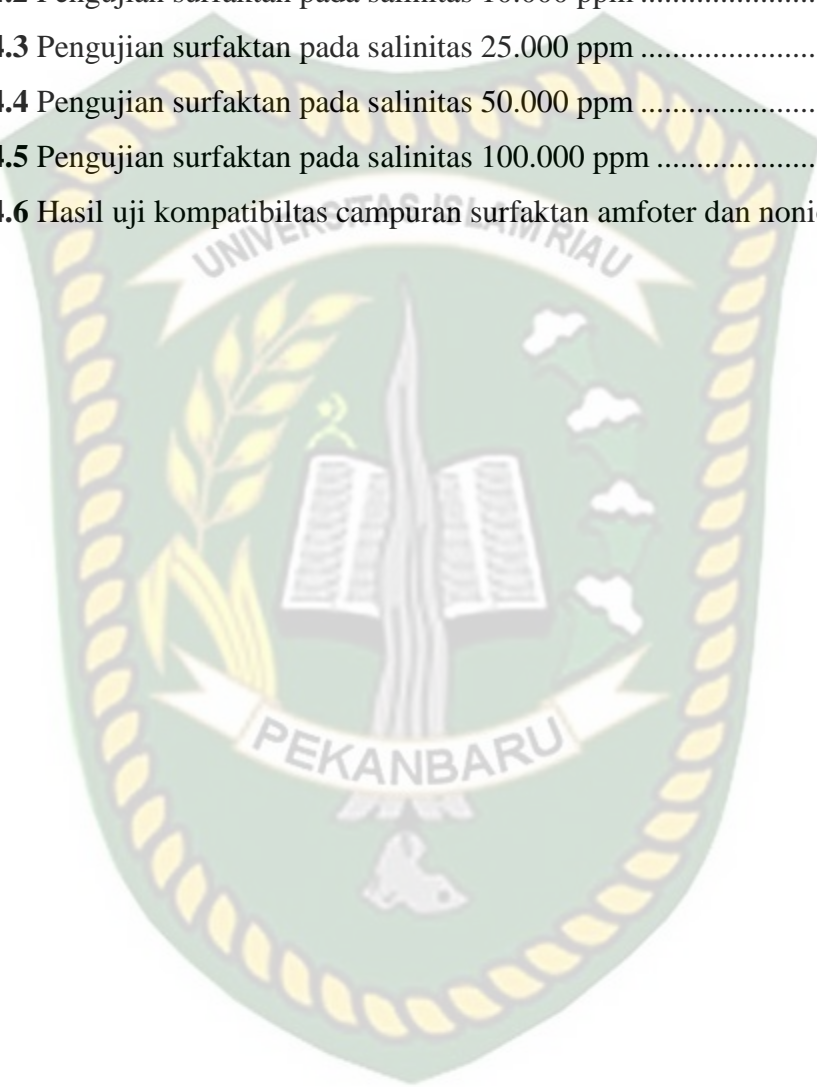 4.3 Pengujian surfaktan pada salinitas 25.000 ppm ......................
4.4 Pengujian surfaktan pada salinitas 50.000 ppm ......................
4.5 Pengujian surfaktan pada salinitas 100.000 ppm ....................
4.6 Hasil uji kompatibiltas campuran surfaktan amfoter dan noni
UNIVERSITAS ISLAM RIAU
PEKANBARU